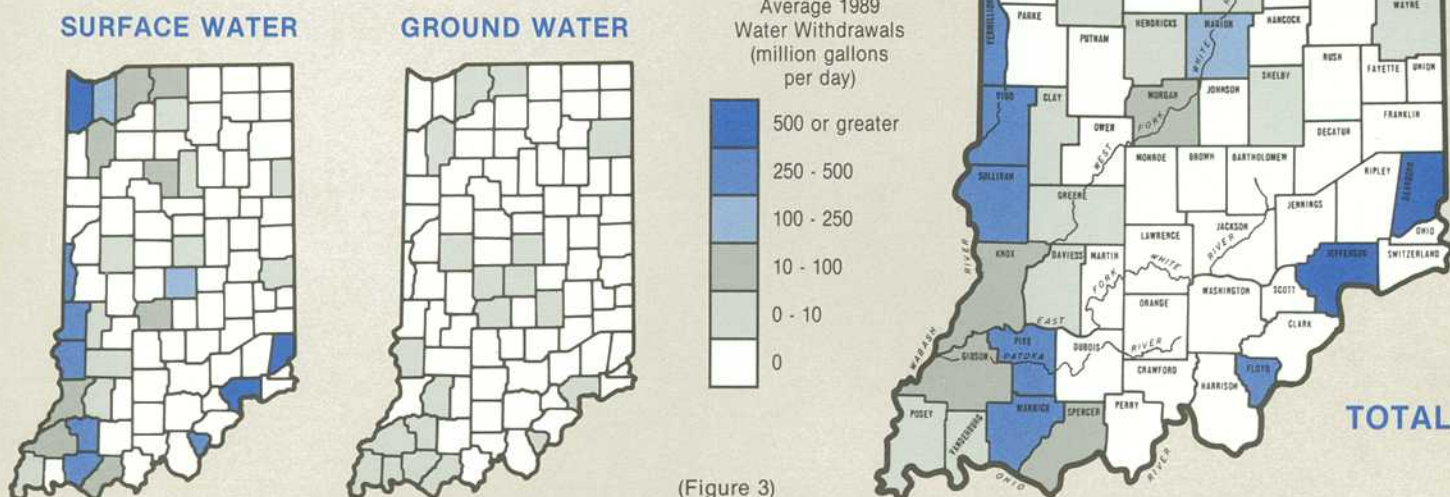 SURFACE WATER
GROUND WATER
Average 1989
Water Withdrawals
(million gallons
per day)
500 or greater
250 - 500
100 - 250
10 - 100
0 - 10
0
(Figure 3)
TOTAL
VERMILLION
PARKE
PUTNAM
HENDRICKS
MARION
HANCOCK
WAYNE
RUSH
FAYETTE
UNION
SHELBY
VIGO
CLAY
OWEN
MORGAN
JOHNSON
FRANKLIN
DECATUR
WHITE
FORK
WEST
MONROE
BROWN
BARTHOLOMEW
RIPLEY
DEARBORN
SULLIVAN
GREENE
JENNINGS
OHIO
LAWRENCE
JACKSON
RIVER
JEFFERSON
SWITZERLAND
RIVER
KNOX
DAVIESS
MARTIN
WHITE
FORK
EAST
WASHINGTON
SCOTT
ORANGE
CLARK
WABASH
GIBSON
PIKE
PATOKA
DUBOIS
RIVER
CRAWFORD
HARRISON
FLOYD
POSEY
VANDERBURG
WARRICK
SPENCER
PERRY
OHIO
RIVER